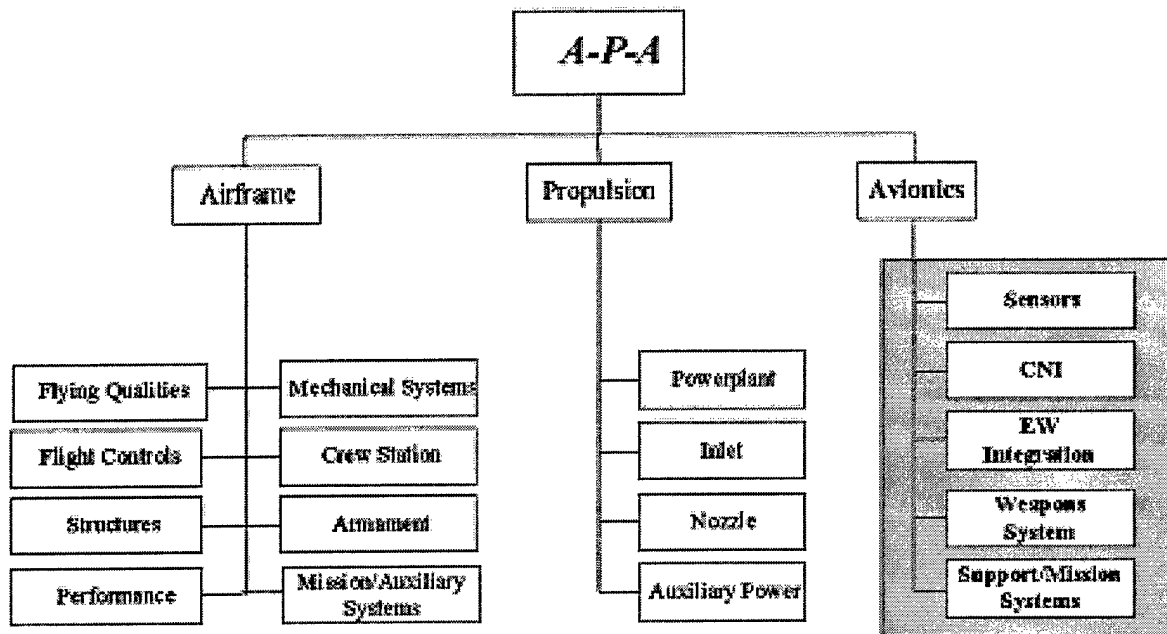 A-P-A
Airframe
Propulsion
Avionics
Flying Qualities
Flight Controls
Structures
Performance
Mechanical Systems
Crew Station
Armament
Mission/Auxiliary
Systems
Powerplant
Inlet
Nozzle
Auxiliary Power
Sensors
CNI
EW
Integration
Weapons
System
Support/Mission
Systems